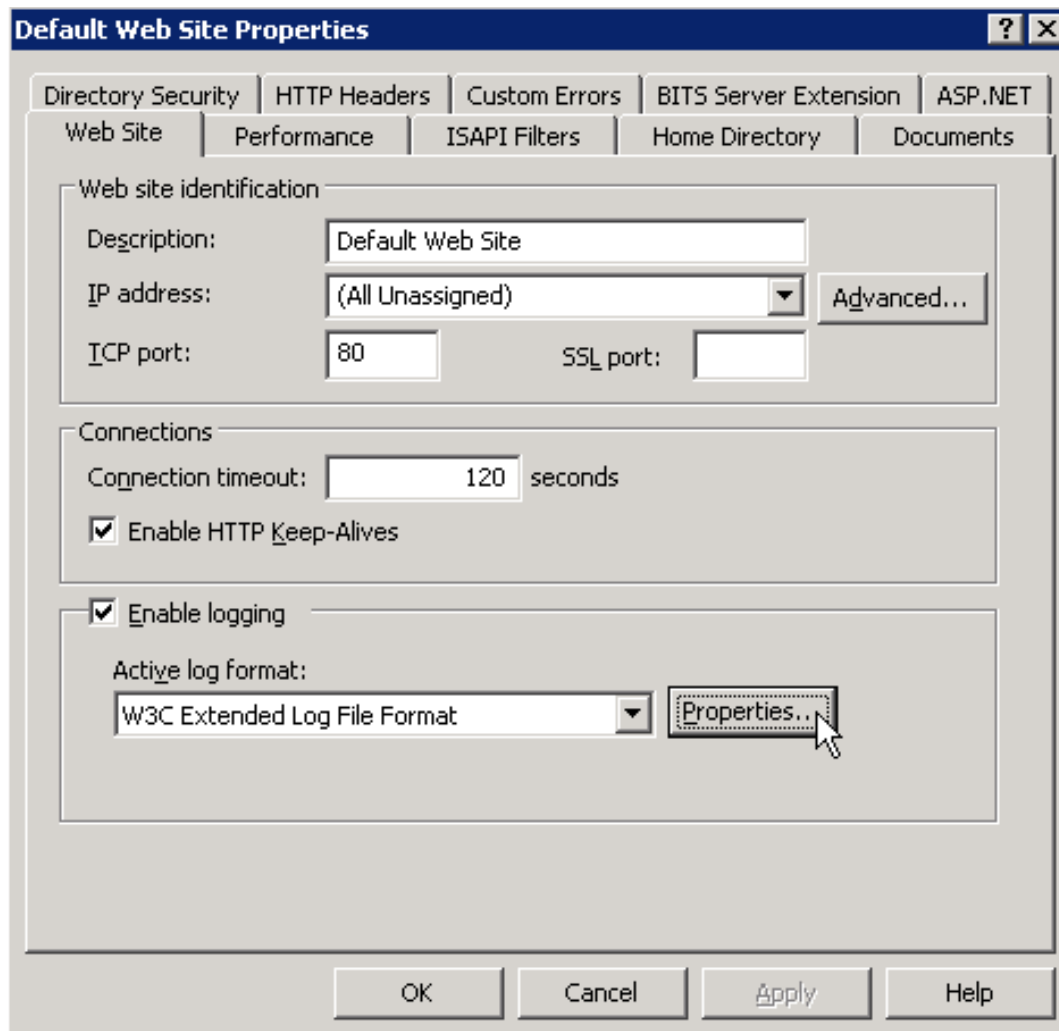 Default Web Site Properties
Directory Security HTTP Headers Custom Errors BITS Server Extension ASP.NET
Web Site Performance ISAPI Filters Home Directory Documents
Web site identification
Description: Default Web Site
IP address: (All Unassigned) Advanced...
TCP port: 80 SSL port:
Connections
Connection timeout: 120 seconds
Enable HTTP Keep-Alives
Enable logging
Active log format:
W3C Extended Log File Format Properties...
OK Cancel Apply Help